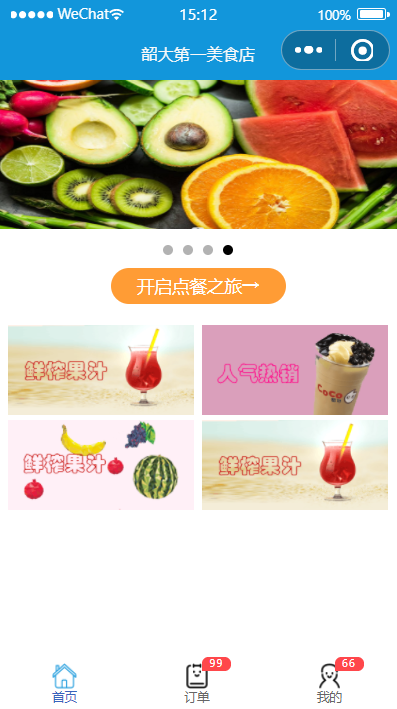 WeChat
15:12
100%
韶大第一美食店
开启点餐之旅→
鲜榨果汁
人气热销
CoCo
鲜榨果汁
鲜榨果汁
99
66
首页
订单
我的